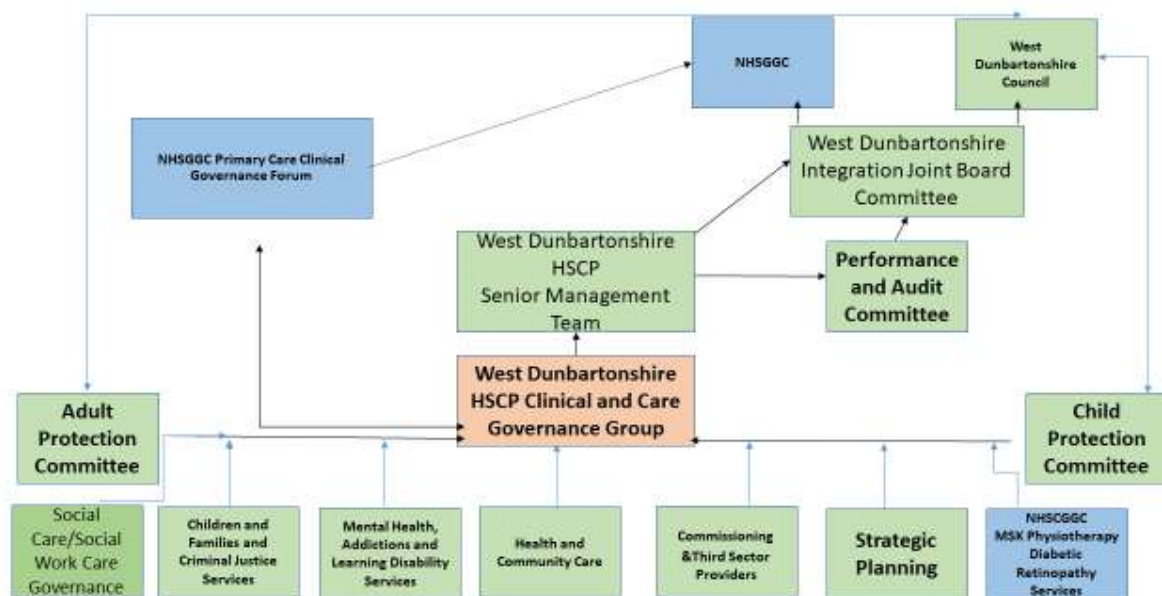 NHSGGC
West
Dunbartonshire
Council
NHSGGC Primary Care Clinical
Governance Forum
West Dunbartonshire
Integration Joint Board
Committee
West Dunbartonshire
HSCP
Senior Management
Team
Performance
and Audit
Committee
West Dunbartonshire
HSCP Clinical and Care
Governance Group
Adult
Protection
Committee
Child
Protection
Committee
Social
Care/Social
Work Care
Governance
Children and
Families and
Criminal Justice
Services
Mental Health,
Addictions and
Learning Disability
Services
Health and
Community Care
Commissioning
&Third Sector
Providers
Strategic
Planning
NHSCGGC
MSK Physiotherapy
Diabetic
Retinopathy
Services